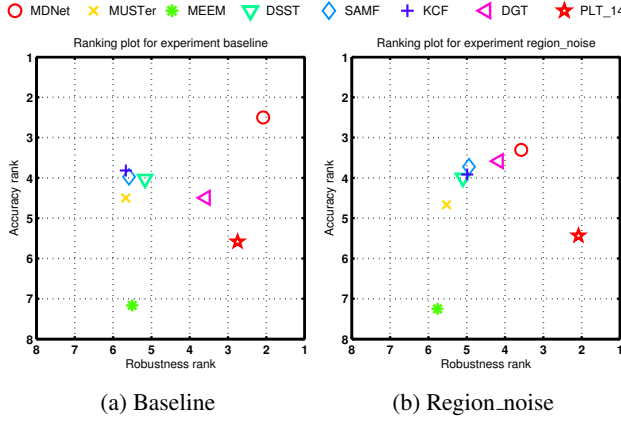 MDNet MUSTer MEEM DSST SAMF KCF DGT PLT_14
Ranking plot for experiment baseline
1
2
3
4
5
6
7
8
Accuracy rank
8 7 6 5 4 3 2 1
Robustness rank
(a) Baseline
Ranking plot for experiment region_noise
1
2
3
4
5
6
7
8
Accuracy rank
8 7 6 5 4 3 2 1
Robustness rank
(b) Region_noise